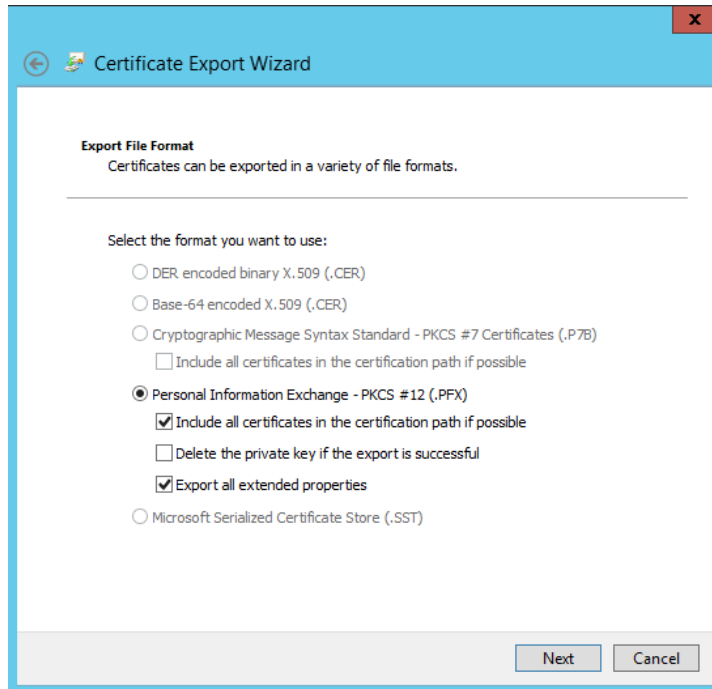 x
Certificate Export Wizard
Export File Format
Certificates can be exported in a variety of file formats.
Select the format you want to use:
DER encoded binary X.509 (.CER)
Base-64 encoded X.509 (.CER)
Cryptographic Message Syntax Standard - PKCS #7 Certificates (.P7B)
Include all certificates in the certification path if possible
Personal Information Exchange - PKCS #12 (.PFX)
Include all certificates in the certification path if possible
Delete the private key if the export is successful
Export all extended properties
Microsoft Serialized Certificate Store (.SST)
Next Cancel